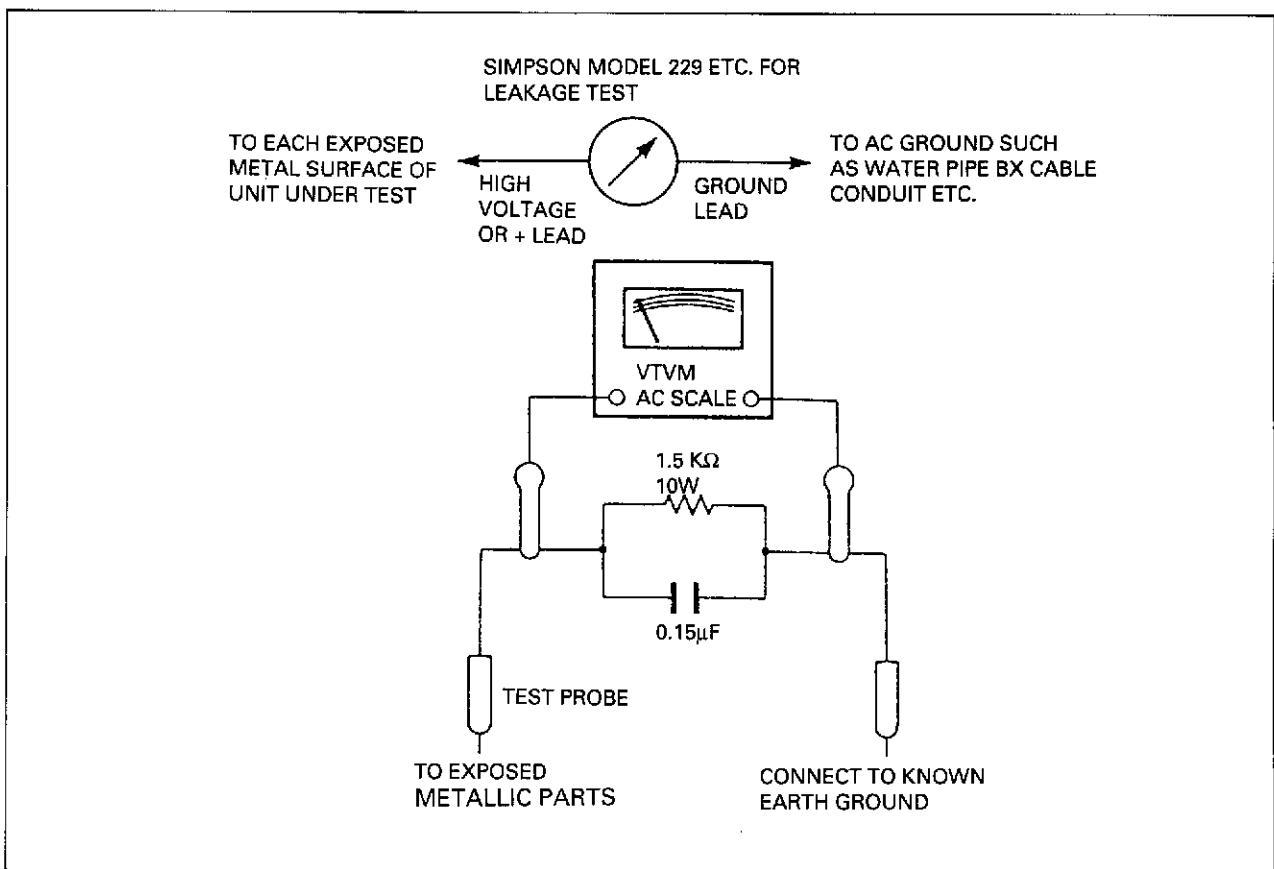 SIMPSON MODEL 229 ETC. FOR
LEAKAGE TEST
TO EACH EXPOSED
METAL SURFACE OF
UNIT UNDER TEST
HIGH
VOLTAGE
OR + LEAD
GROUND
LEAD
TO AC GROUND SUCH
AS WATER PIPE BX CABLE
CONDUIT ETC.
VTVM
AC SCALE
1.5 KΩ
10W
0.15µF
TEST PROBE
TO EXPOSED
METALLIC PARTS
CONNECT TO KNOWN
EARTH GROUND